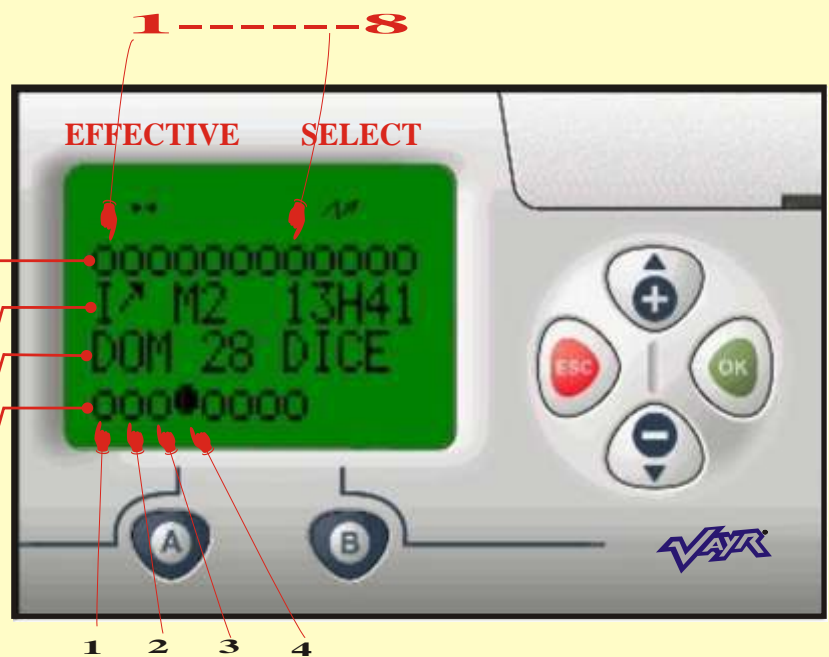 1 - - - - - - 8
EFFECTIVE SELECT
000000000000
I↗ M2 13H41
DOM 28 DICE
000●0000
ESC
OK
A
B
VAYR
1 2 3 4